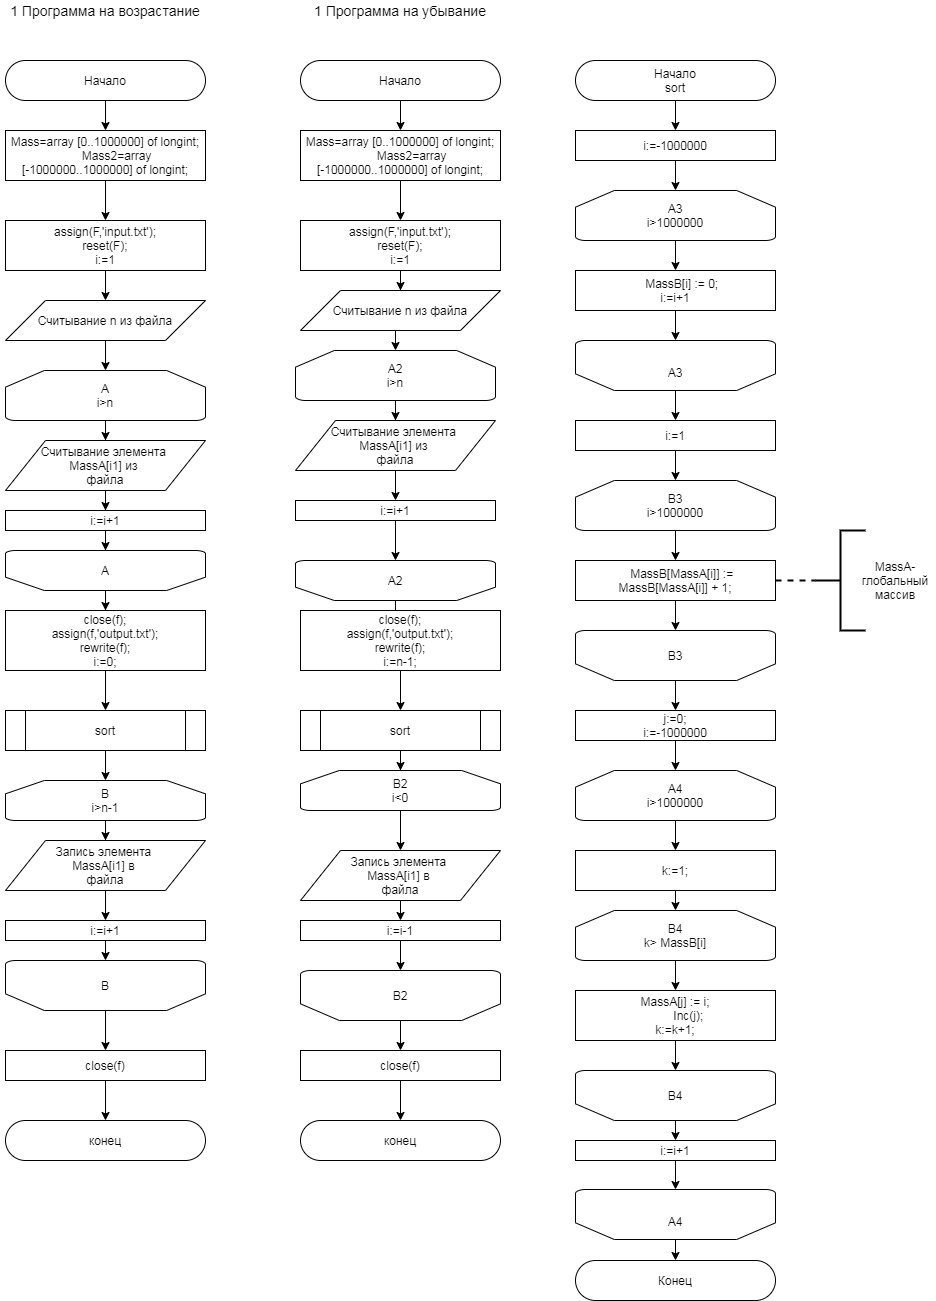 1 Программа на возрастание
Начало
Mass=array [0..1000000] of longint;
Mass2=array
[-1000000..1000000] of longint;
assign(F,'input.txt');
reset(F);
i:=1
Считывание n из файла
A
i>n
Считывание элемента
MassA[i1] из
файла
i:=i+1
A
close(f);
assign(f,'output.txt');
rewrite(f);
i:=0;
sort
B
i>n-1
Запись элемента
MassA[i1] в
файла
i:=i+1
B
close(f)
конец
1 Программа на убывание
Начало
Mass=array [0..1000000] of longint;
Mass2=array
[-1000000..1000000] of longint;
assign(F,'input.txt');
reset(F);
i:=1
Считывание n из файла
A2
i>n
Считывание элемента
MassA[i1] из
файла
i:=i+1
A2
close(f);
assign(f,'output.txt');
rewrite(f);
i:=n-1;
sort
B2
i<0
Запись элемента
MassA[i1] в
файла
i:=i-1
B2
close(f)
конец
Начало
sort
i:=-1000000
A3
i>1000000
MassB[i] := 0;
i:=i+1
A3
i:=1
B3
i>1000000
MassB[MassA[i]] :=
MassB[MassA[i]] + 1;
MassA-
глобальный
массив
B3
j:=0;
i:=-1000000
A4
i>1000000
k:=1;
B4
k> MassB[i]
MassA[j] := i;
Inc(j);
k:=k+1;
B4
i:=i+1
A4
Конец